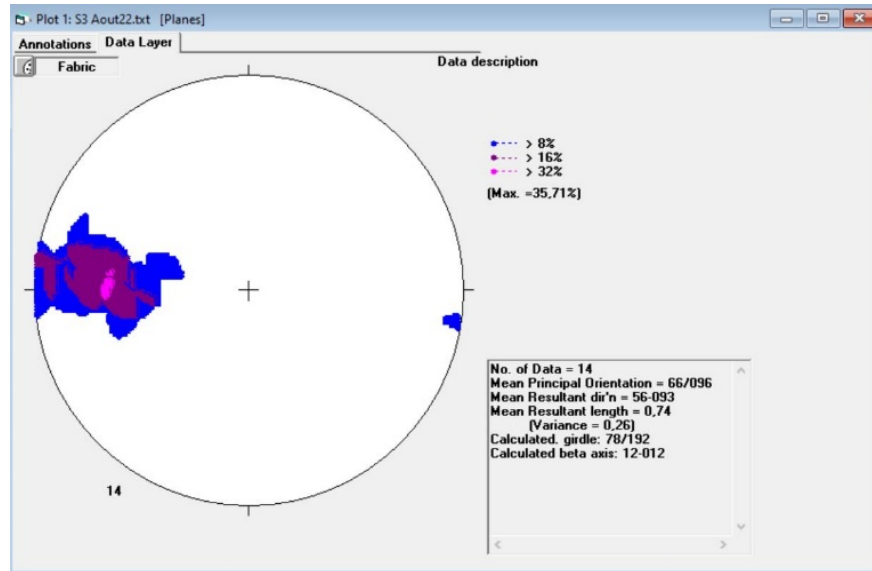 Plot 1: S3 Aout22.txt [Planes]
Annotations Data Layer
Fabric
Data description
> 8%
> 16%
> 32%
(Max. =35,71%)
No. of Data = 14
Mean Principal Orientation = 66/096
Mean Resultant dir'n = 56-093
Mean Resultant length = 0,74
(Variance = 0,26)
Calculated. girdle: 78/192
Calculated beta axis: 12-012
14